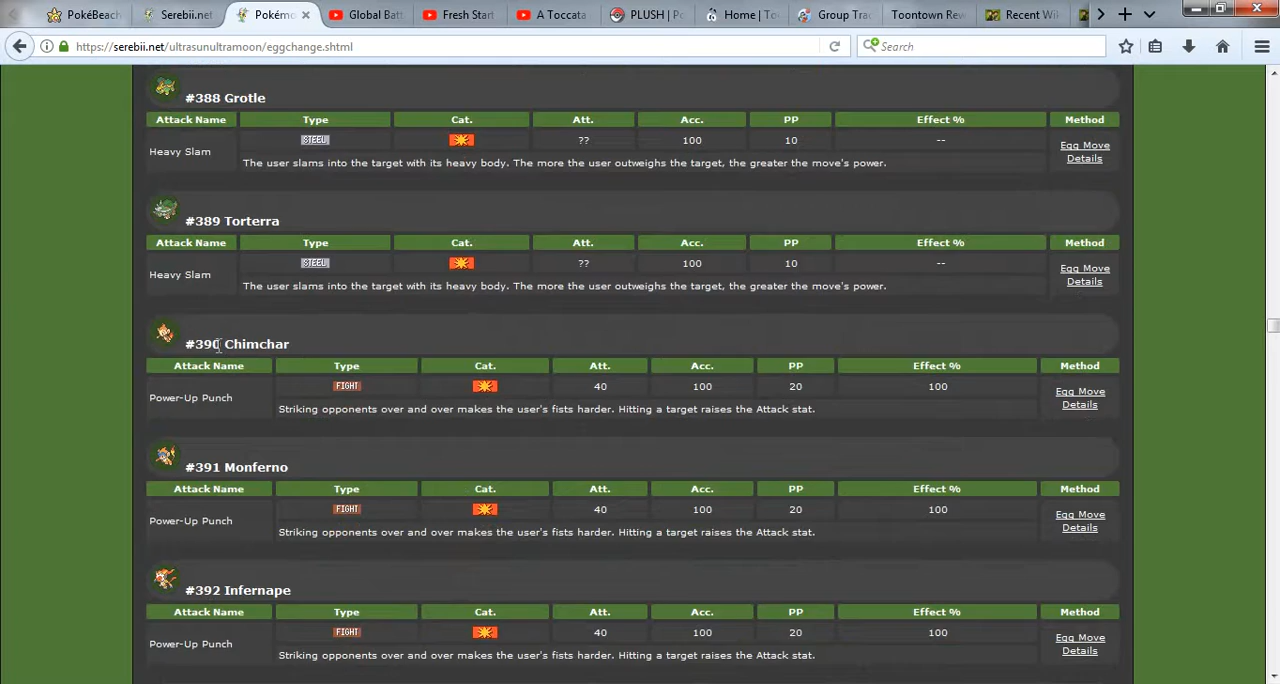 PokéBeach
Serebii.net
Pokémo
Global Batt
Fresh Start
A Toccata
PLUSH | Po
Home | To
Group Trac
Toontown Rew
Recent Wik
https://serebii.net/ultrasunultramoon/eggchange.shtml
Search
#388 Grotle
Attack Name Type Cat. Att. Acc. PP Effect % Method
Heavy Slam STEEL ?? 100 10 -- Egg Move Details
The user slams into the target with its heavy body. The more the user outweighs the target, the greater the move's power.
#389 Torterra
Attack Name Type Cat. Att. Acc. PP Effect % Method
Heavy Slam STEEL ?? 100 10 -- Egg Move Details
The user slams into the target with its heavy body. The more the user outweighs the target, the greater the move's power.
#390 Chimchar
Attack Name Type Cat. Att. Acc. PP Effect % Method
Power-Up Punch FIGHT 40 100 20 100 Egg Move Details
Striking opponents over and over makes the user's fists harder. Hitting a target raises the Attack stat.
#391 Monferno
Attack Name Type Cat. Att. Acc. PP Effect % Method
Power-Up Punch FIGHT 40 100 20 100 Egg Move Details
Striking opponents over and over makes the user's fists harder. Hitting a target raises the Attack stat.
#392 Infernape
Attack Name Type Cat. Att. Acc. PP Effect % Method
Power-Up Punch FIGHT 40 100 20 100 Egg Move Details
Striking opponents over and over makes the user's fists harder. Hitting a target raises the Attack stat.